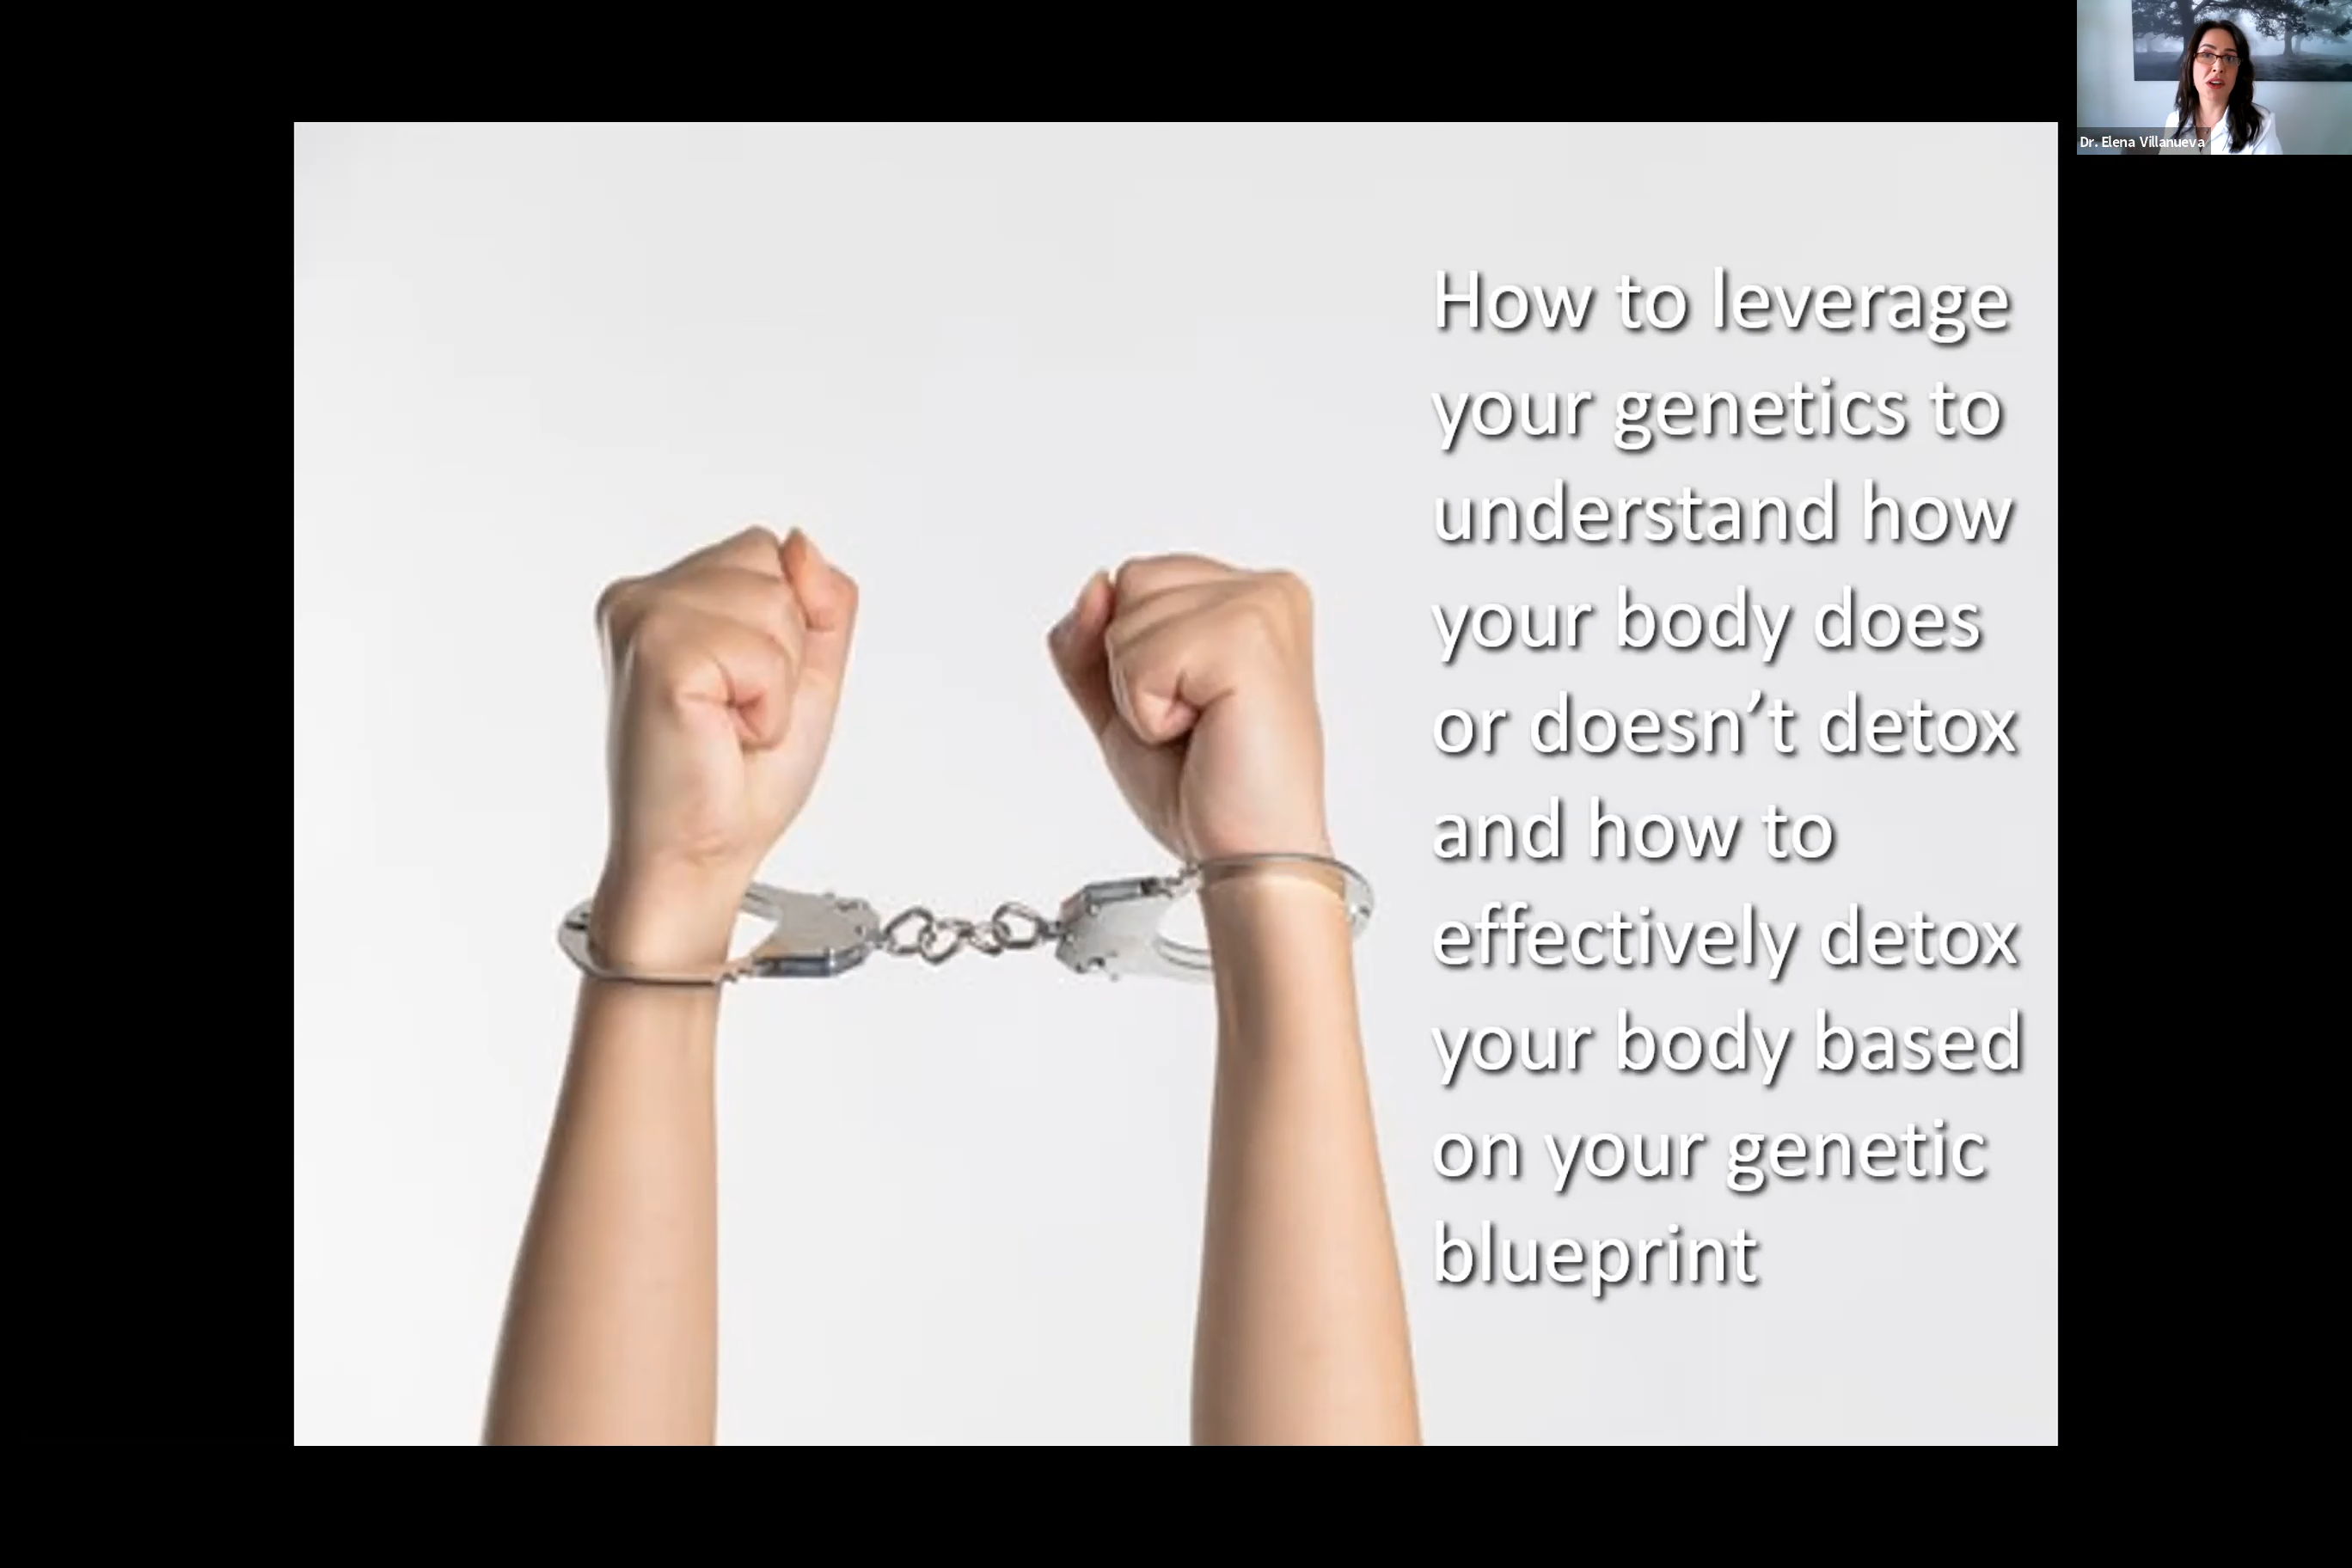 Dr. Elena Villanueva
How to leverage
your genetics to
understand how
your body does
or doesn’t detox
and how to
effectively detox
your body based
on your genetic
blueprint